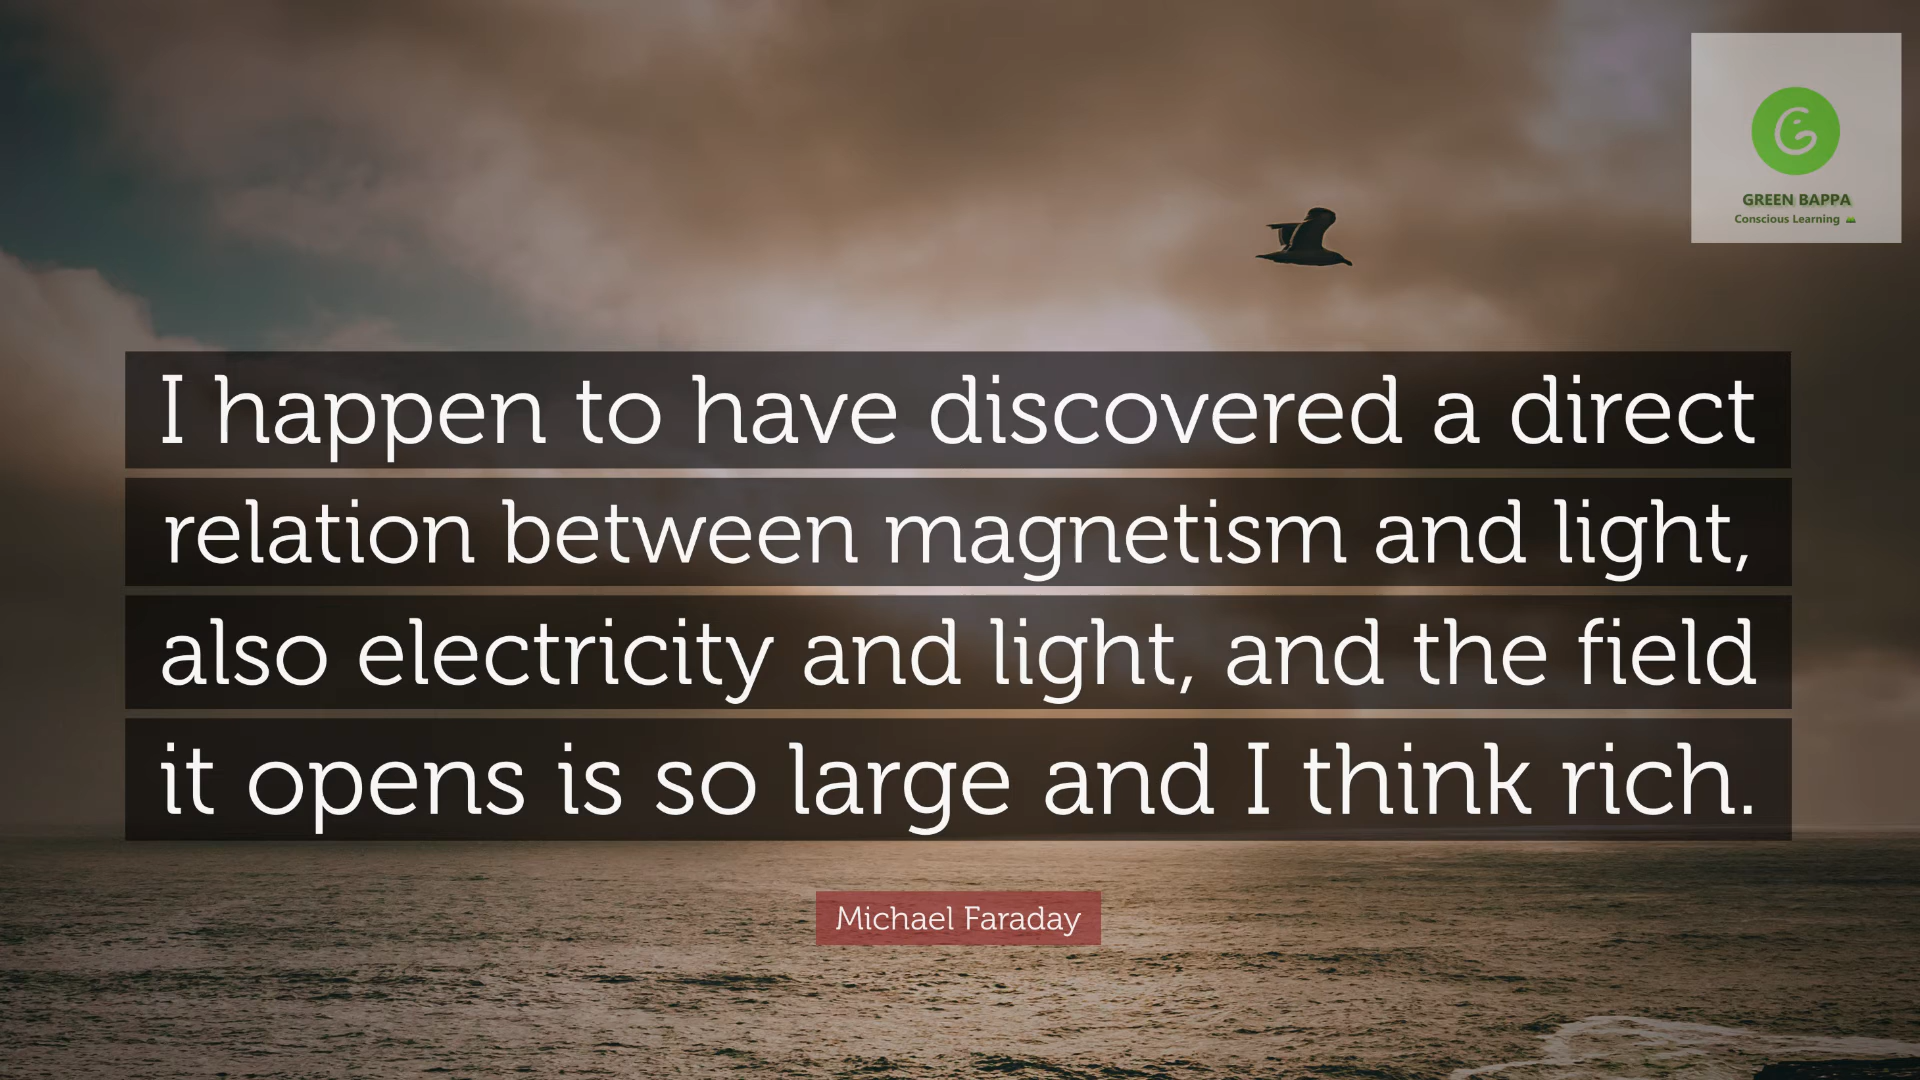 GREEN BAPPA
Conscious Learning
I happen to have discovered a direct
relation between magnetism and light,
also electricity and light, and the field
it opens is so large and I think rich.
Michael Faraday